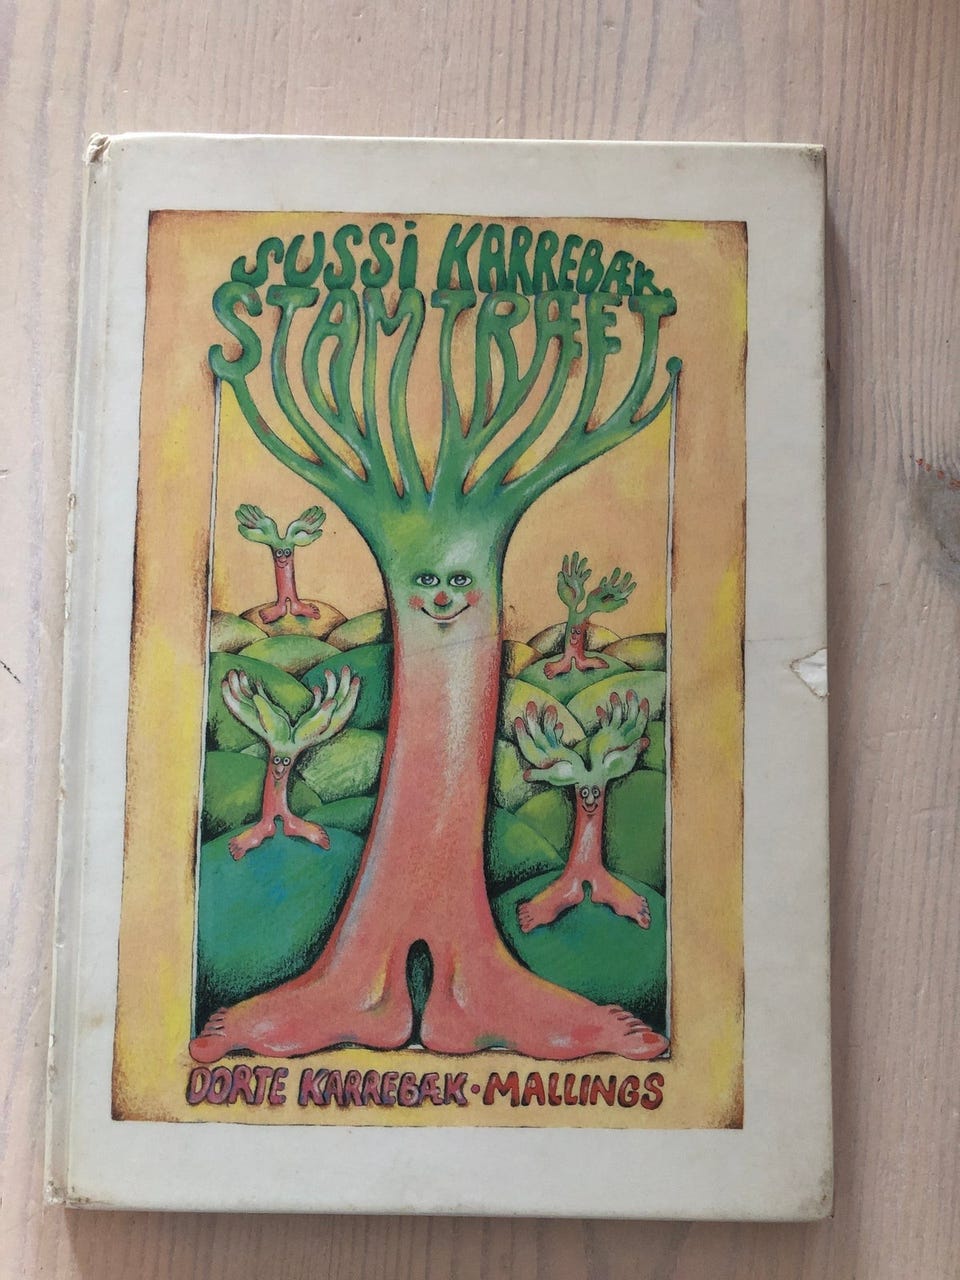 SUSSi KARREBÆK.
STAMTRÆET
DORTE KARREBÆK · MALLINGS